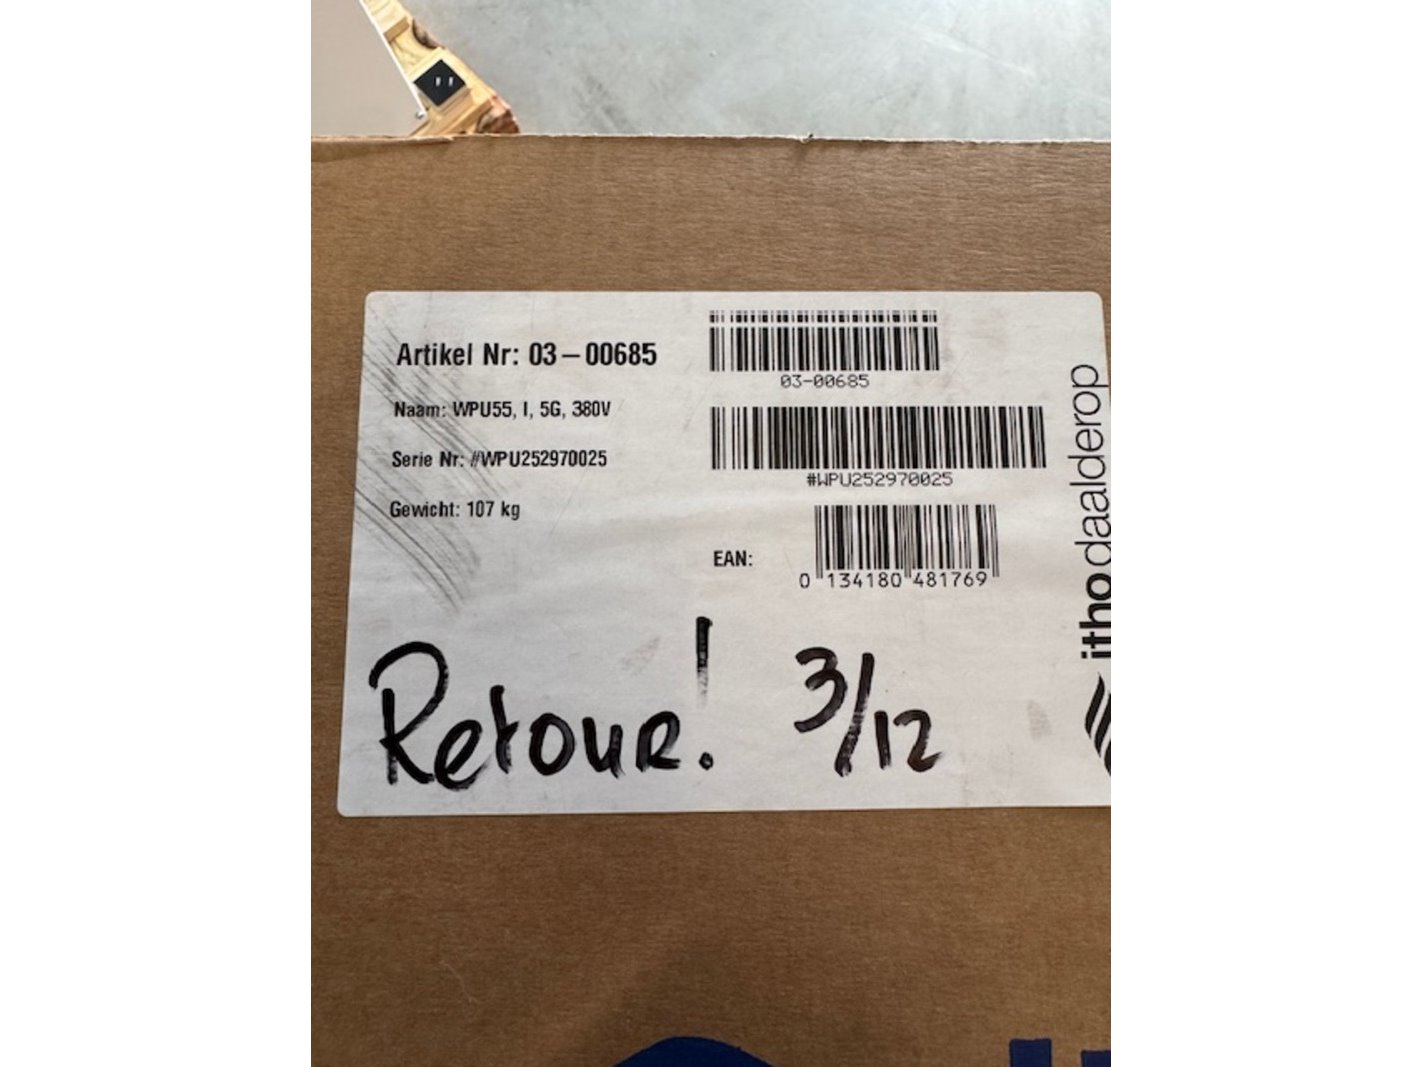 Artikel Nr: 03-00685
03-00685
Naam: WPU55, I, 5G, 380V
Serie Nr: #WPU252970025
#WPU252970025
Gewicht: 107 kg
EAN:
0 134180 481769
Retour! 3/12
ithodaalderop